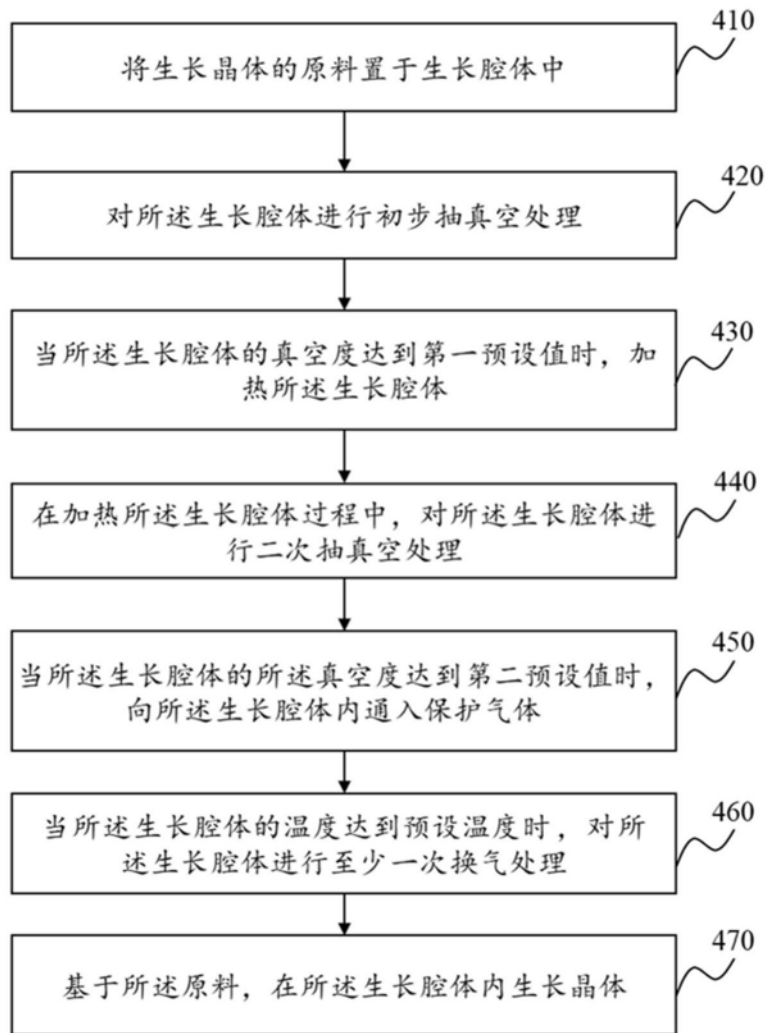 410
将生长晶体的原料置于生长腔体中
420
对所述生长腔体进行初步抽真空处理
430
当所述生长腔体的真空度达到第一预设值时，加
热所述生长腔体
440
在加热所述生长腔体过程中，对所述生长腔体进
行二次抽真空处理
450
当所述生长腔体的所述真空度达到第二预设值时，
向所述生长腔体内通入保护气体
460
当所述生长腔体的温度达到预设温度时，对所
述生长腔体进行至少一次换气处理
470
基于所述原料，在所述生长腔体内生长晶体